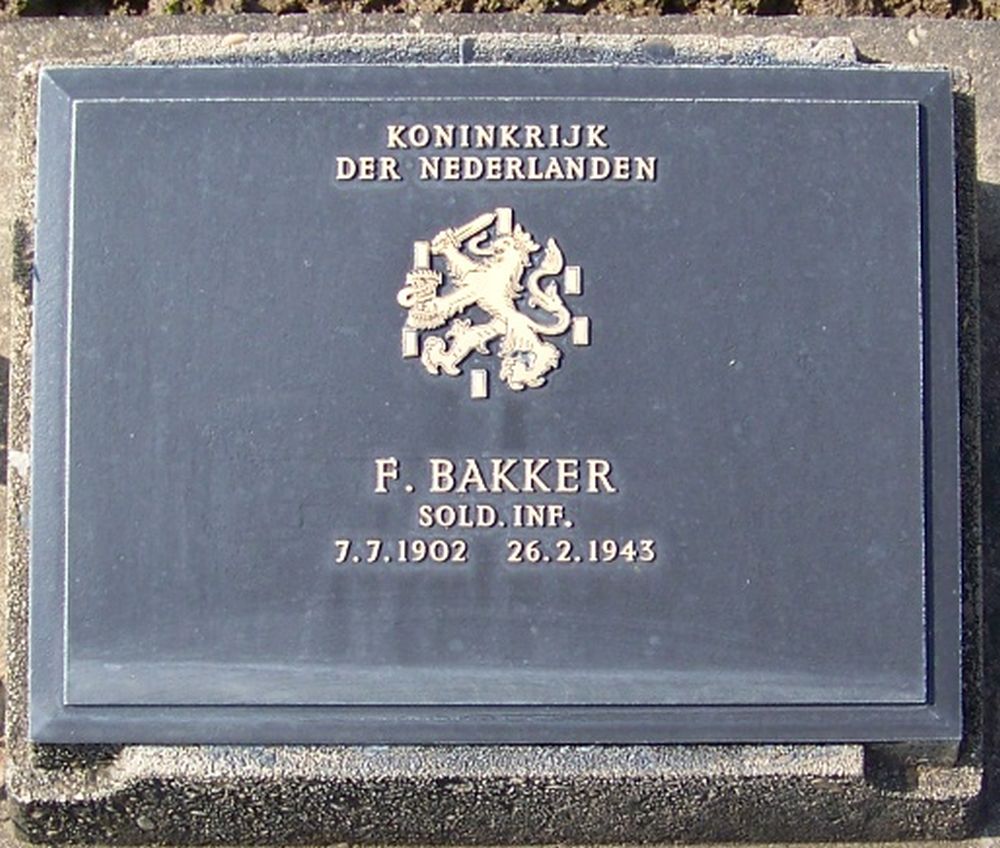 KONINKRIJK
DER NEDERLANDEN
F. BAKKER
SOLD. INF.
7.7.1902 26.2.1943